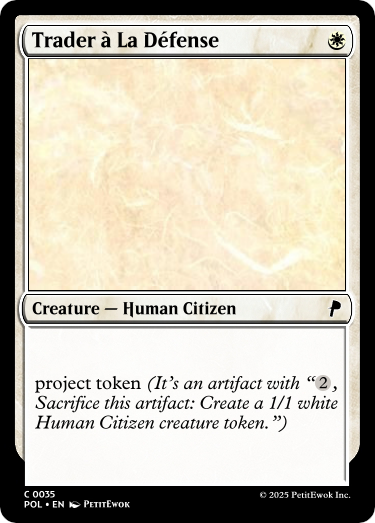 Trader à La Défense
Creature — Human Citizen
project token (It's an artifact with “2,
Sacrifice this artifact: Create a 1/1 white
Human Citizen creature token.”)
C 0035
POL • EN PetitEwok
© 2025 PetitEwok Inc.